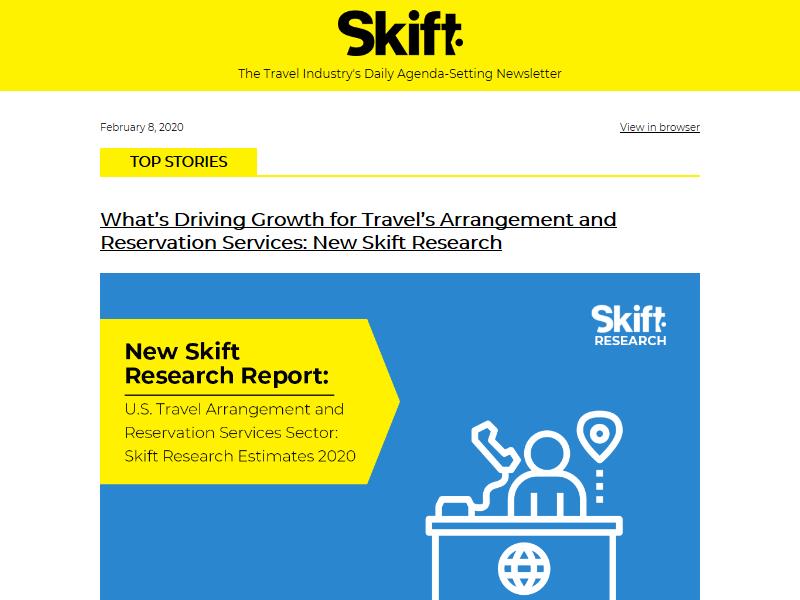 Skift
The Travel Industry's Daily Agenda-Setting Newsletter
February 8, 2020
View in browser
TOP STORIES
What's Driving Growth for Travel's Arrangement and
Reservation Services: New Skift Research
Skift
RESEARCH
New Skift
Research Report:
U.S. Travel Arrangement and
Reservation Services Sector:
Skift Research Estimates 2020